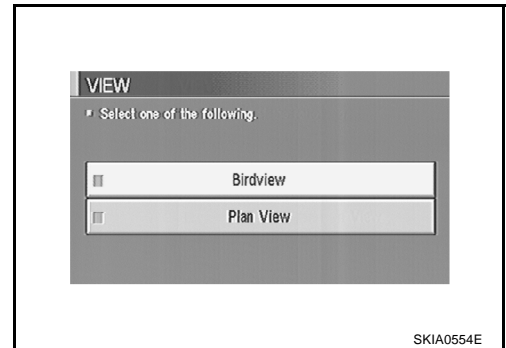 VIEW
Select one of the following.
Birdview
Plan View
SKIA0554E